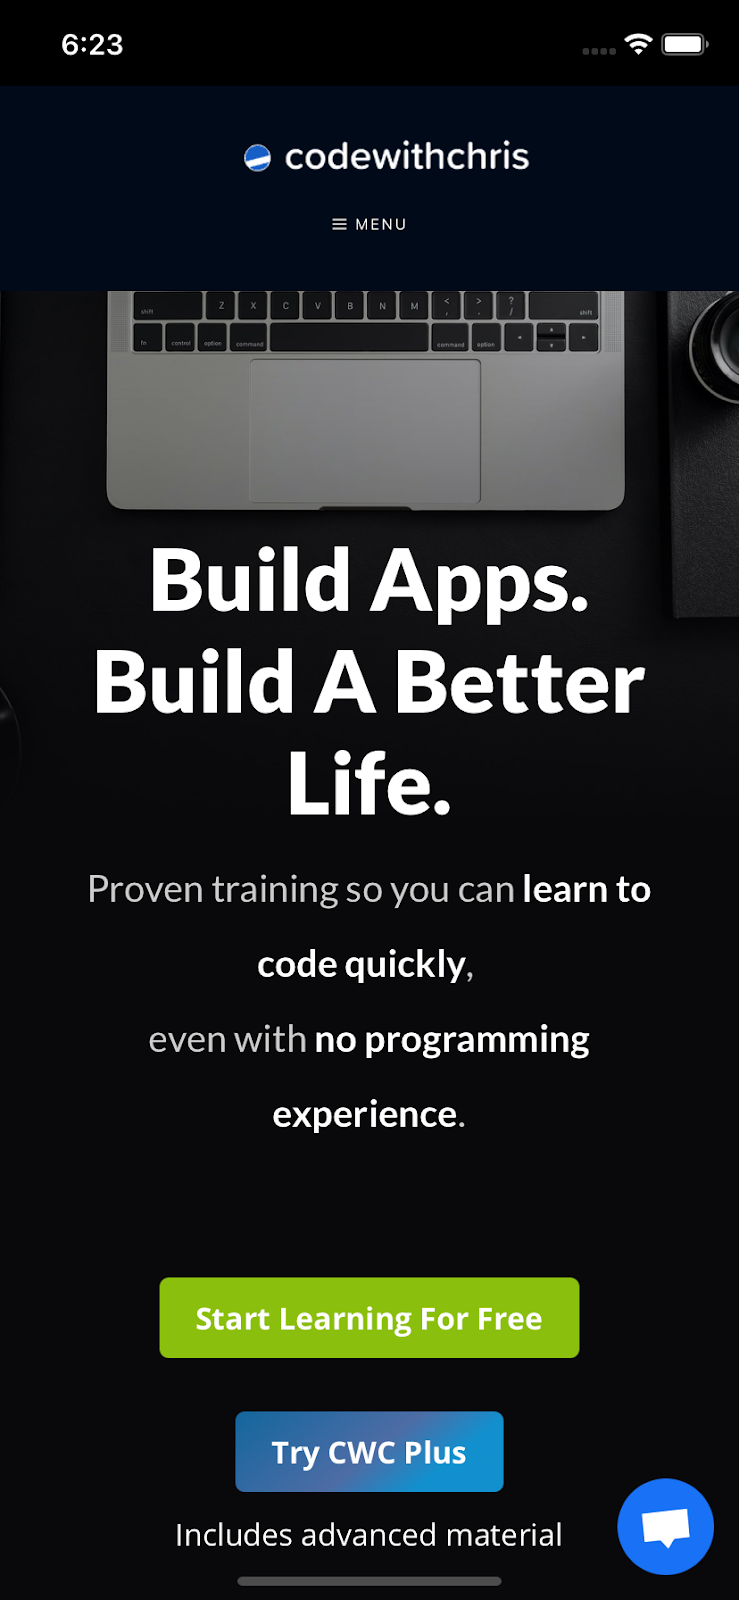 6:23
codewithchris
MENU
shift Z X C V B N M < , > . ? / shift
fn control option command command option
Build Apps.
Build A Better
Life.
Proven training so you can learn to
code quickly,
even with no programming
experience.
Start Learning For Free
Try CWC Plus
Includes advanced material